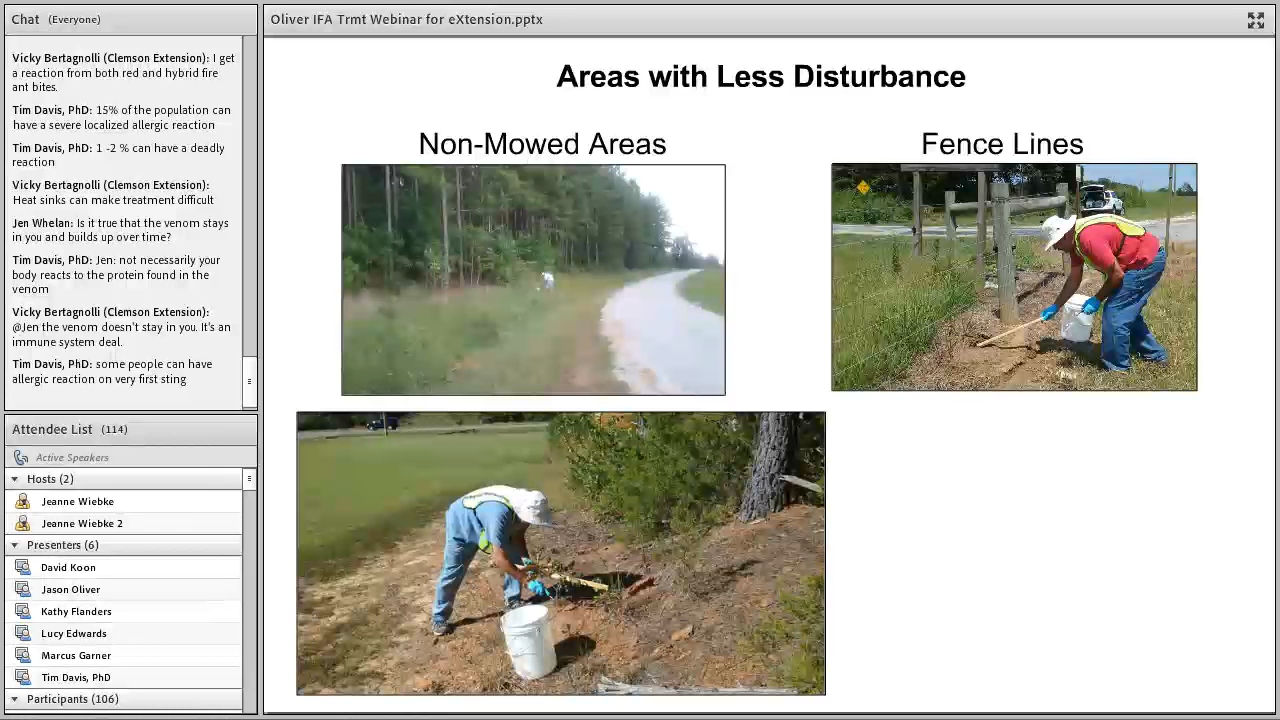 Chat (Everyone)
Vicky Bertagnolli (Clemson Extension): I get
a reaction from both red and hybrid fire
ant bites.
Tim Davis, PhD: 15% of the population can
have a severe localized allergic reaction
Tim Davis, PhD: 1 -2 % can have a deadly
reaction
Vicky Bertagnolli (Clemson Extension):
Heat sinks can make treatment difficult
Jen Whelan: Is it true that the venom stays
in you and builds up over time?
Tim Davis, PhD: Jen: not necessarily your
body reacts to the protein found in the
venom
Vicky Bertagnolli (Clemson Extension):
@Jen the venom doesn't stay in you. It's an
immune system deal.
Tim Davis, PhD: some people can have
allergic reaction on very first sting
Attendee List (114)
Active Speakers
Hosts (2)
Jeanne Wiebke
Jeanne Wiebke 2
Presenters (6)
David Koon
Jason Oliver
Kathy Flanders
Lucy Edwards
Marcus Garner
Tim Davis, PhD
Participants (106)
Oliver IFA Trmt Webinar for eXtension.pptx
Areas with Less Disturbance
Non-Mowed Areas
Fence Lines